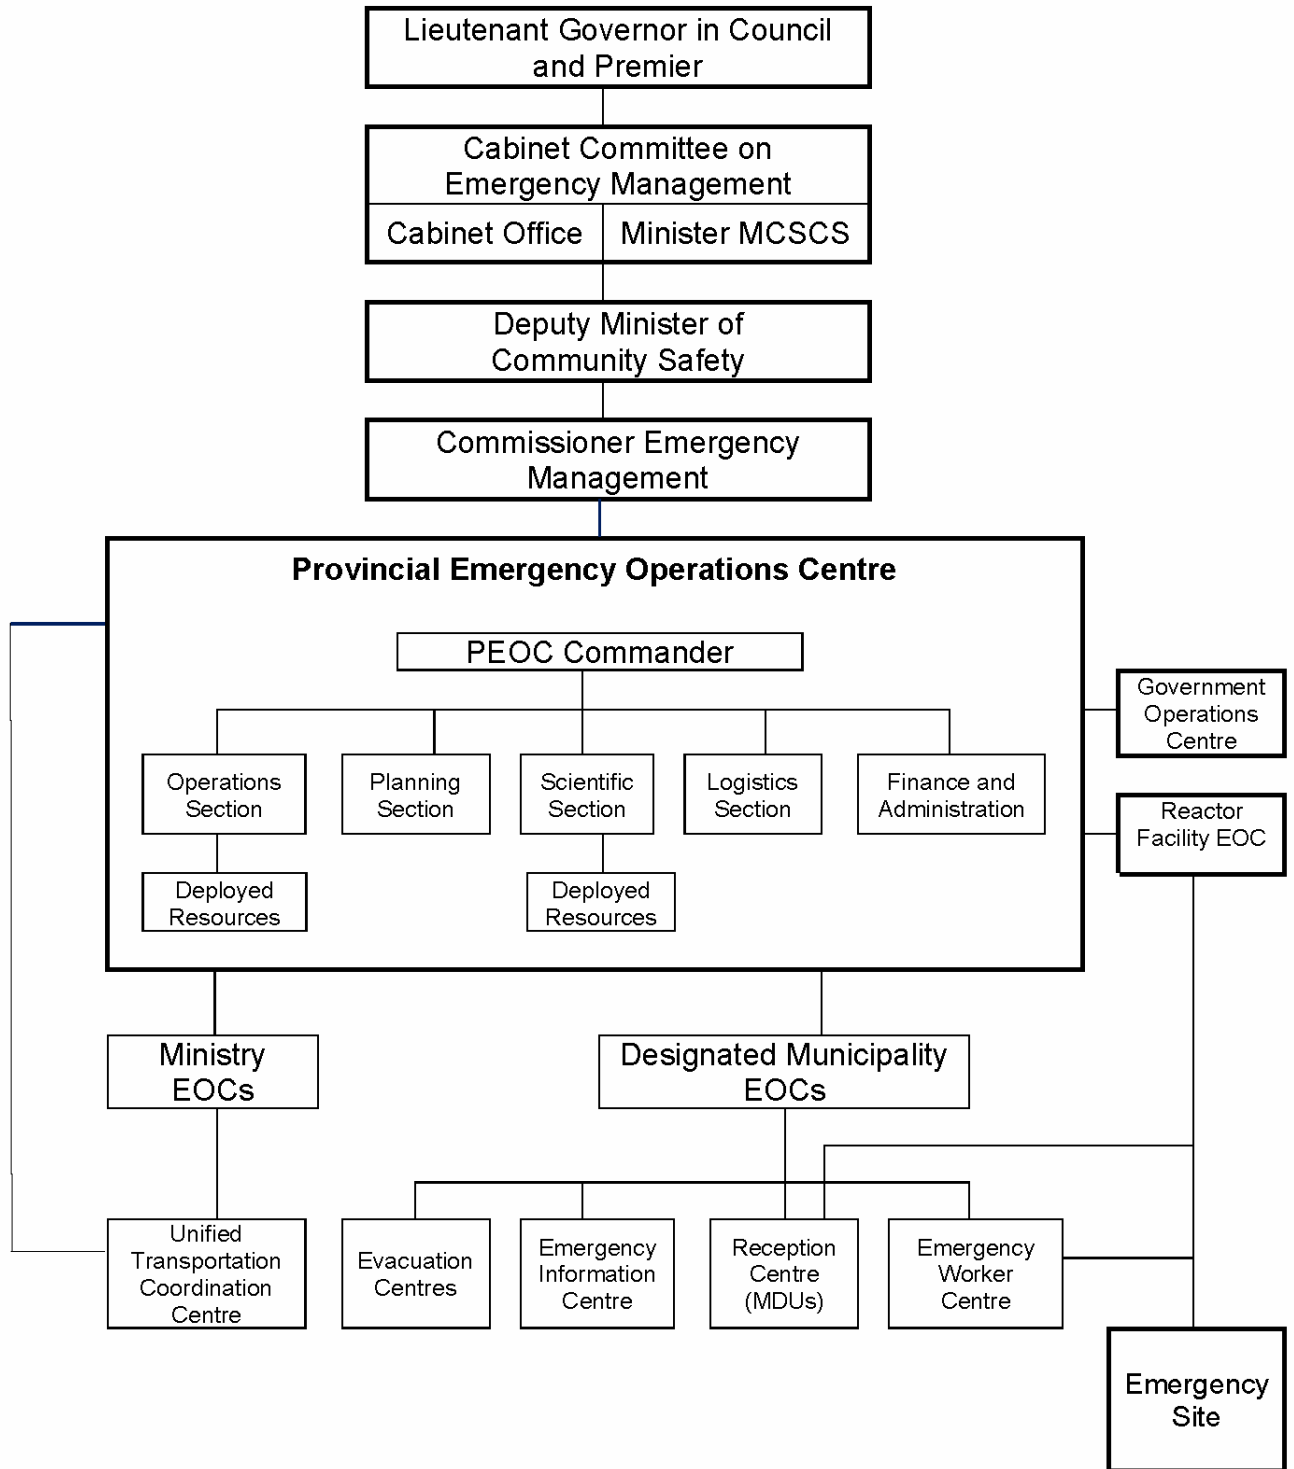 Lieutenant Governor in Council
and Premier
Cabinet Committee on
Emergency Management
Cabinet Office
Minister MCSCS
Deputy Minister of
Community Safety
Commissioner Emergency
Management
Provincial Emergency Operations Centre
PEOC Commander
Government
Operations
Centre
Operations
Section
Planning
Section
Scientific
Section
Logistics
Section
Finance and
Administration
Reactor
Facility EOC
Deployed
Resources
Deployed
Resources
Ministry
EOCs
Designated Municipality
EOCs
Unified
Transportation
Coordination
Centre
Evacuation
Centres
Emergency
Information
Centre
Reception
Centre
(MDUs)
Emergency
Worker
Centre
Emergency
Site